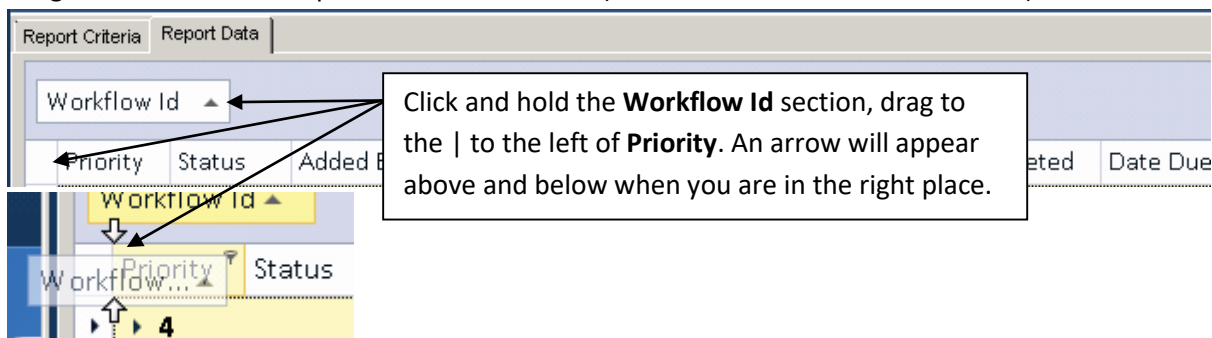 Report Criteria Report Data
Workflow Id
Click and hold the Workflow Id section, drag to
the | to the left of Priority. An arrow will appear
above and below when you are in the right place.
Priority Status Added eted Date Due
Workflow Id
Priority Status
Workflow...
4